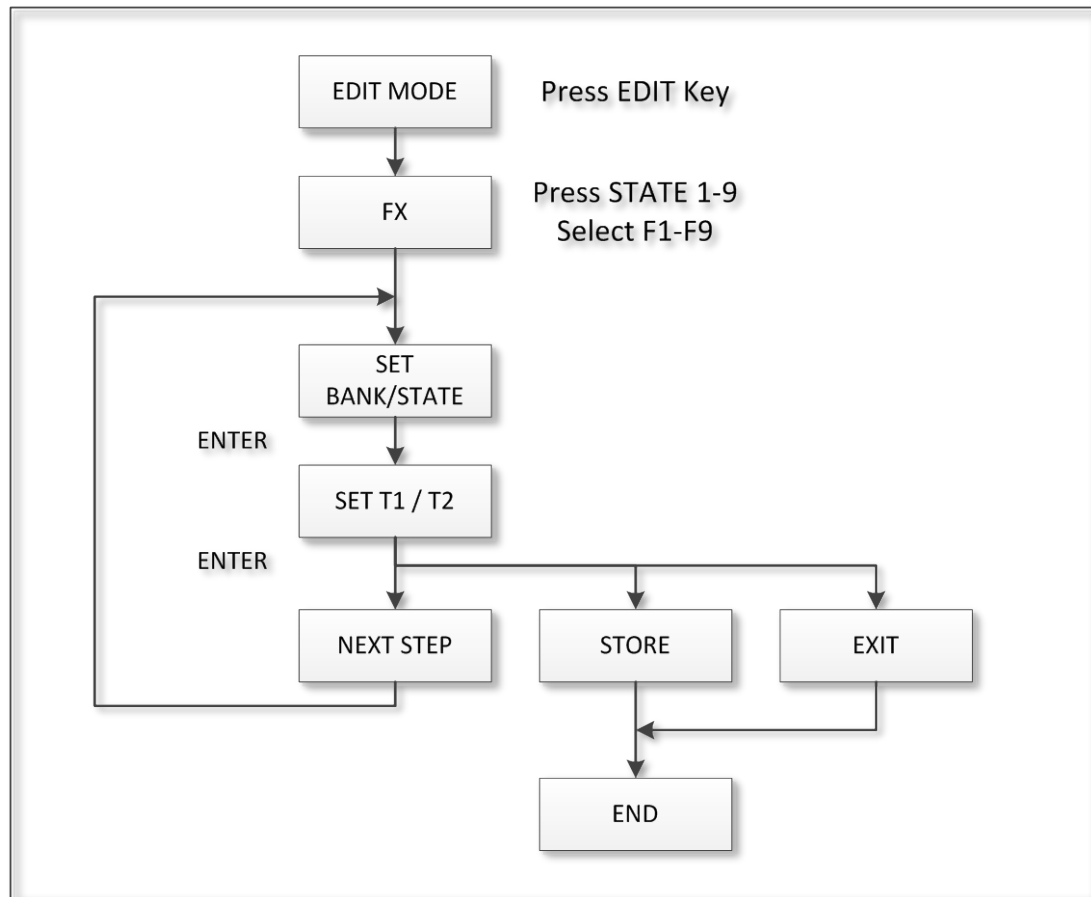 EDIT MODE
Press EDIT Key
FX
Press STATE 1-9
Select F1-F9
SET
BANK/STATE
ENTER
SET T1 / T2
ENTER
NEXT STEP
STORE
EXIT
END